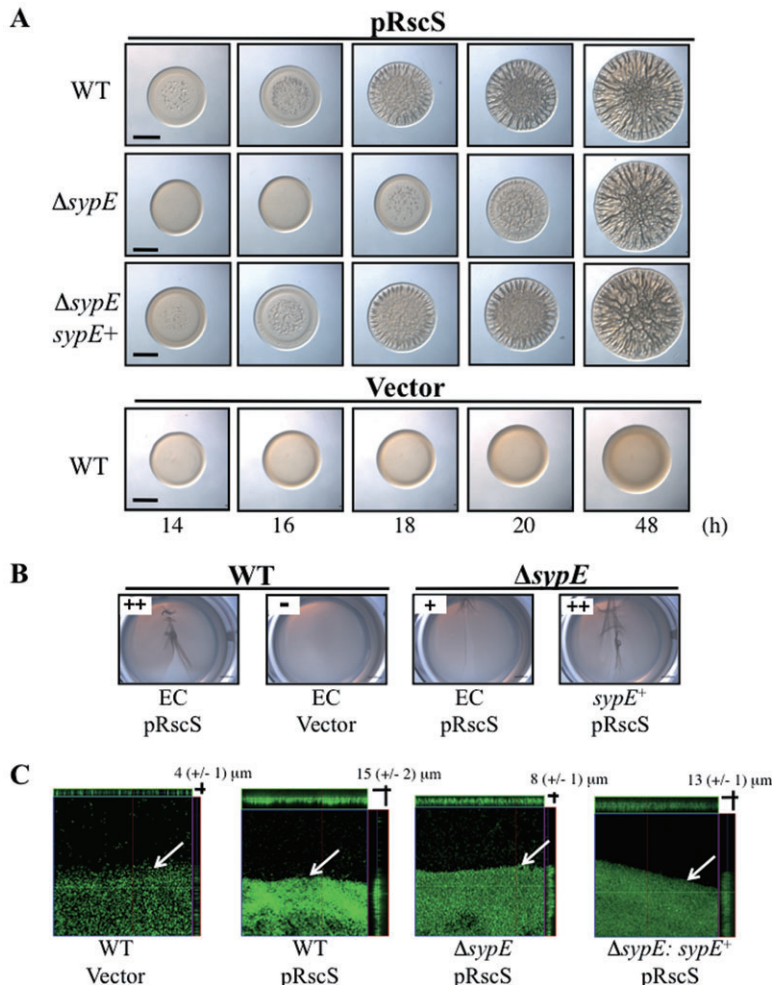 A
pRscS
WT
ΔsypE
ΔsypE
sypE+
Vector
WT
14 16 18 20 48 (h)
B
WT ΔsypE
++ - + ++
EC EC EC sypE⁺
pRscS Vector pRscS pRscS
C
4 (+/- 1) μm 15 (+/- 2) μm 8 (+/- 1) μm 13 (+/- 1) μm
WT WT ΔsypE ΔsypE: sypE⁺
Vector pRscS pRscS pRscS